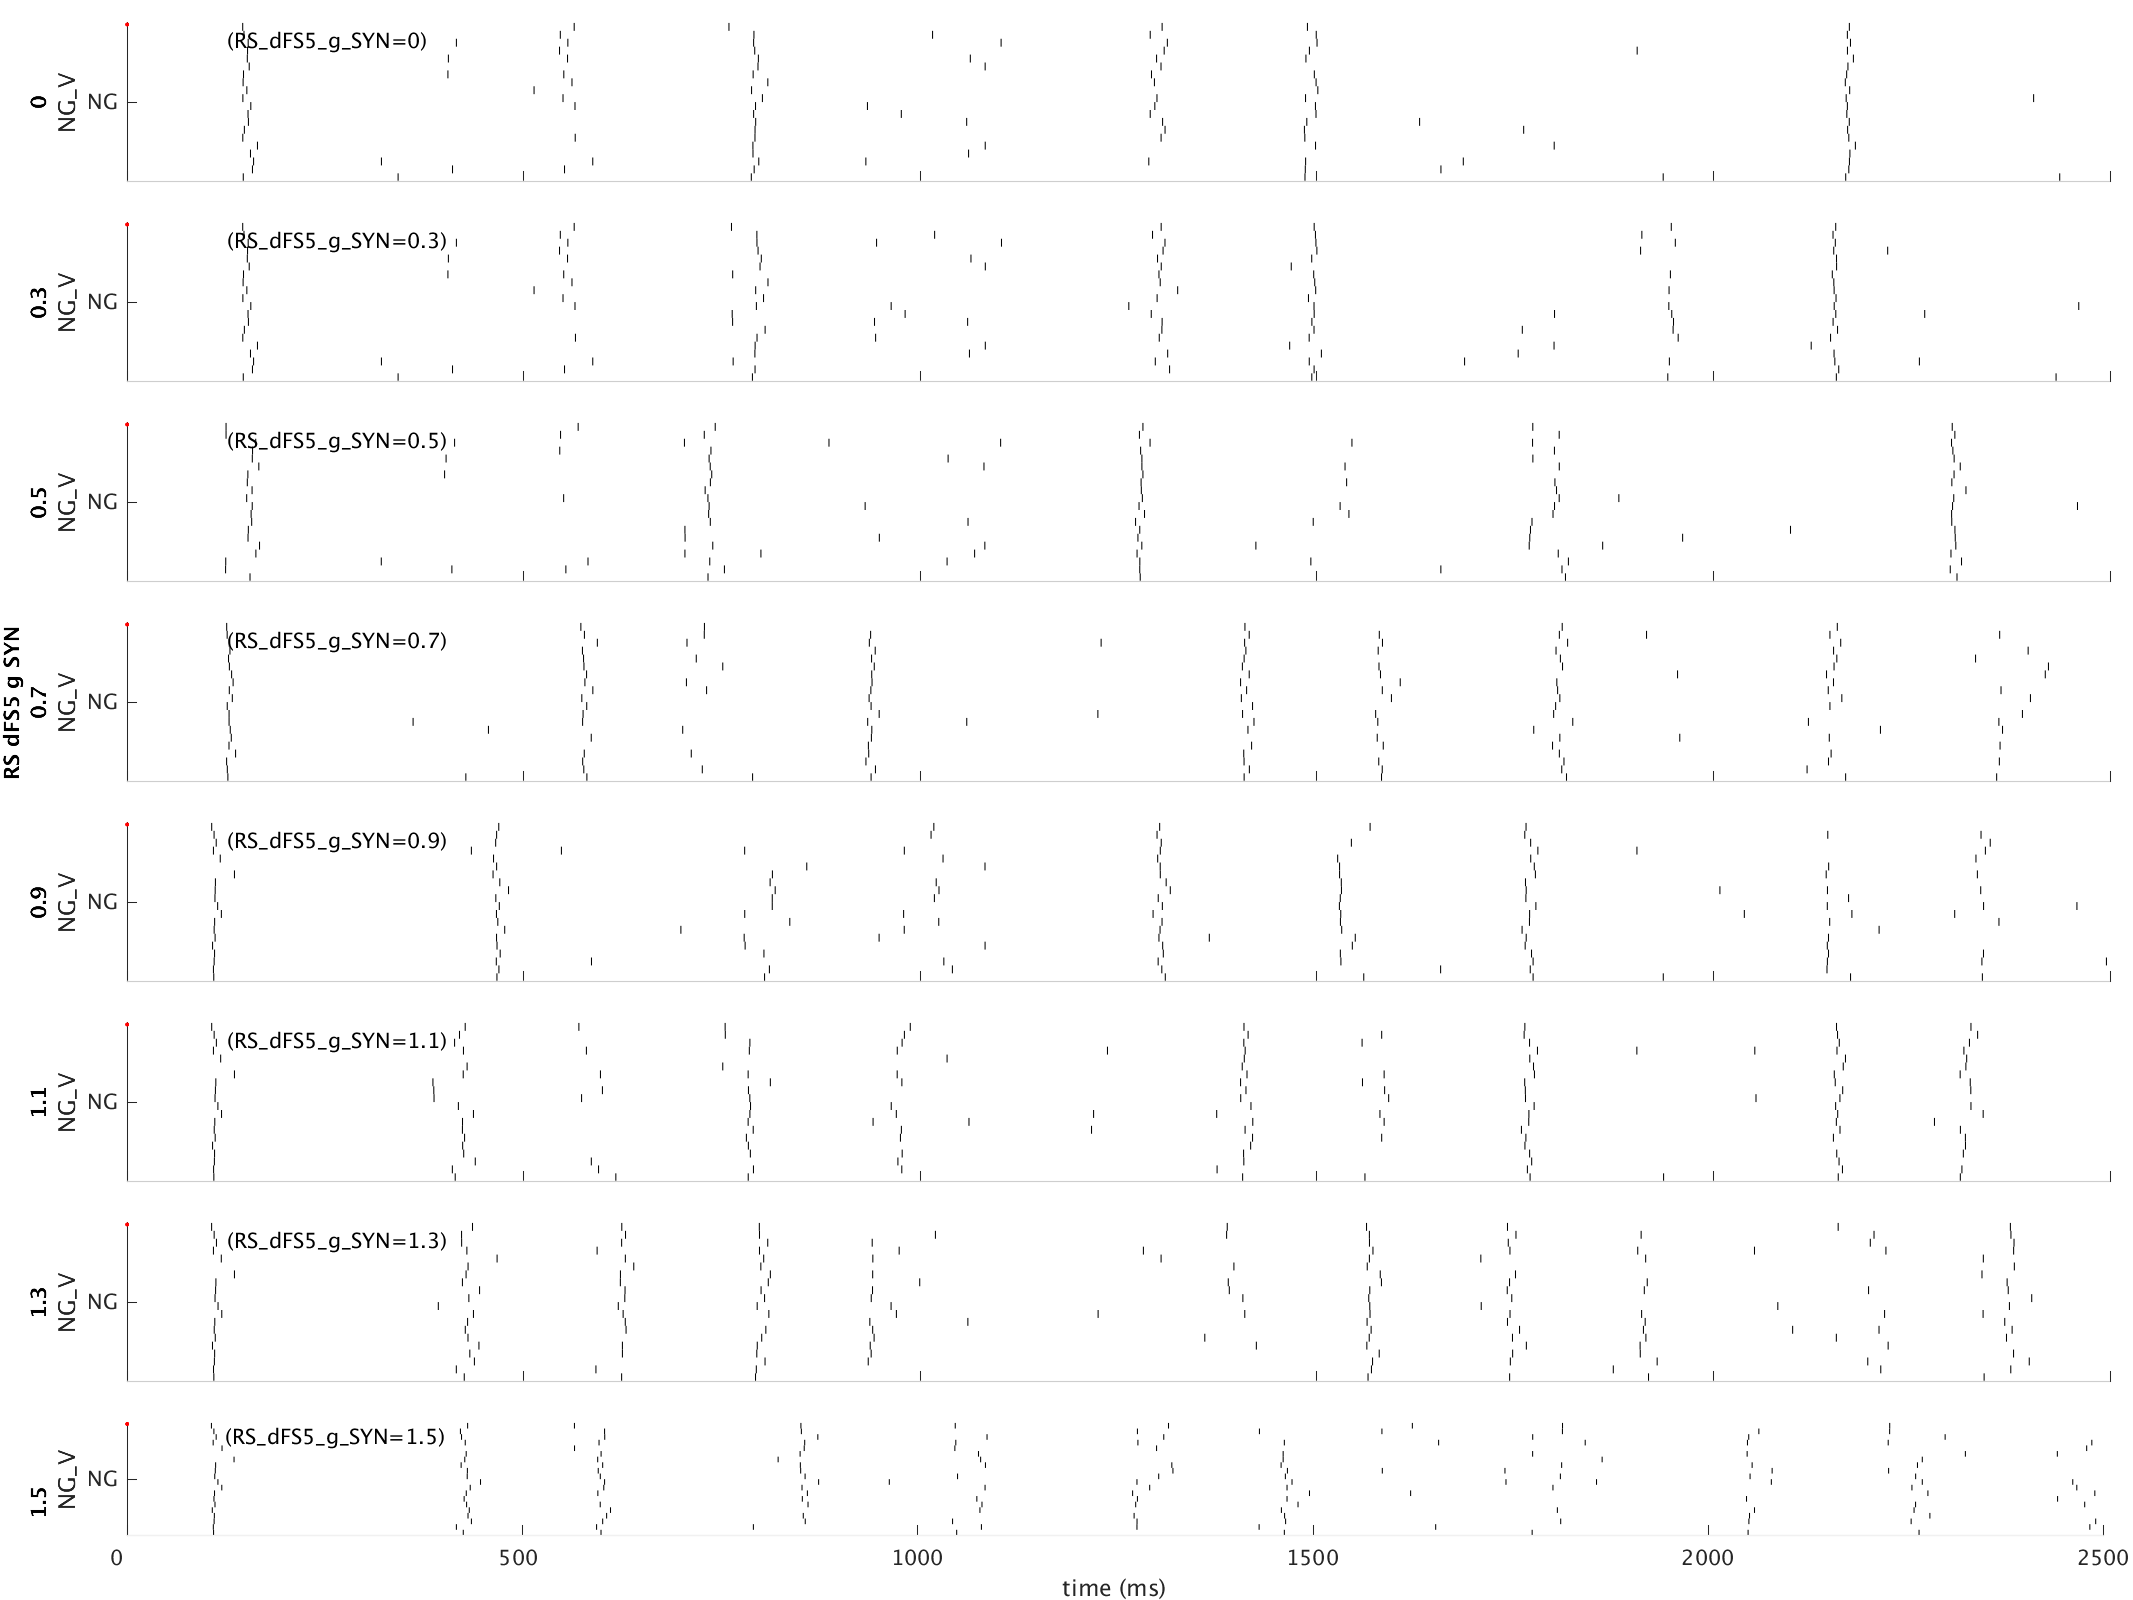 RS dFS5 g SYN
0
NG_V
NG
(RS_dFS5_g_SYN=0)
0.3
NG_V
NG
(RS_dFS5_g_SYN=0.3)
0.5
NG_V
NG
(RS_dFS5_g_SYN=0.5)
0.7
NG_V
NG
(RS_dFS5_g_SYN=0.7)
0.9
NG_V
NG
(RS_dFS5_g_SYN=0.9)
1.1
NG_V
NG
(RS_dFS5_g_SYN=1.1)
1.3
NG_V
NG
(RS_dFS5_g_SYN=1.3)
1.5
NG_V
NG
(RS_dFS5_g_SYN=1.5)
0 500 1000 1500 2000 2500
time (ms)